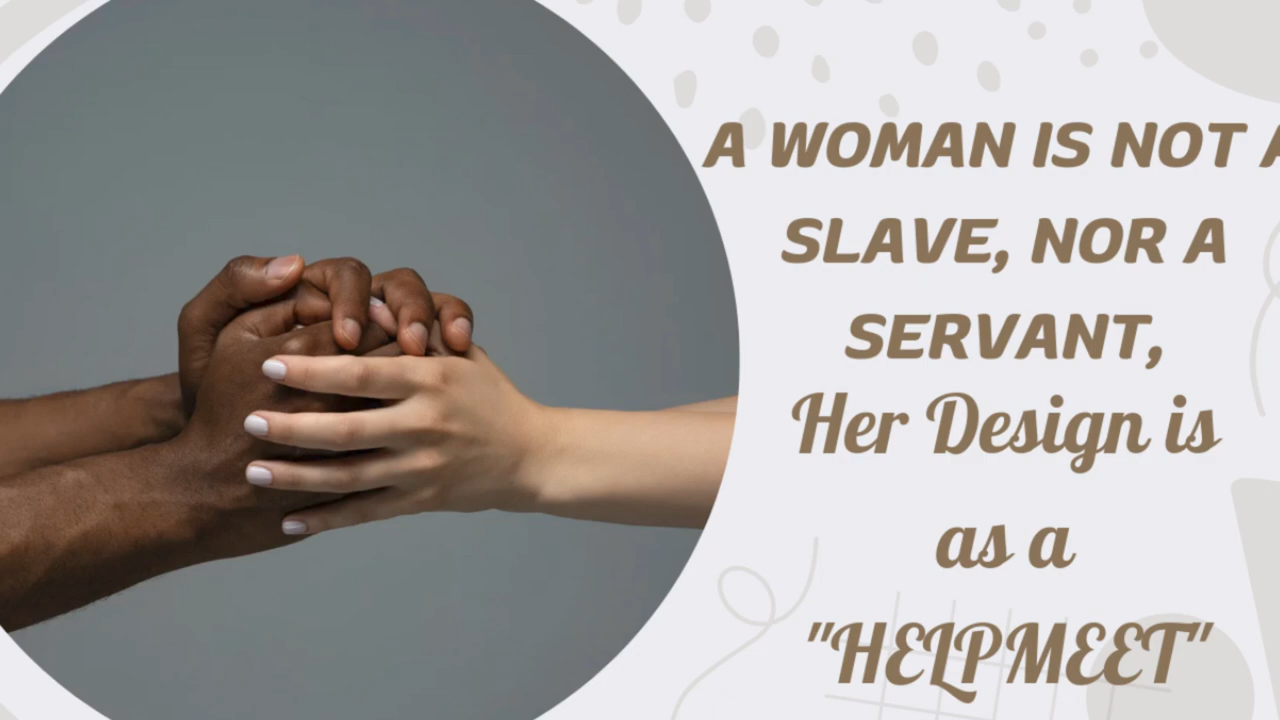 A WOMAN IS NOT A
SLAVE, NOR A
SERVANT,
Her Design is
as a
"HELPMEET"